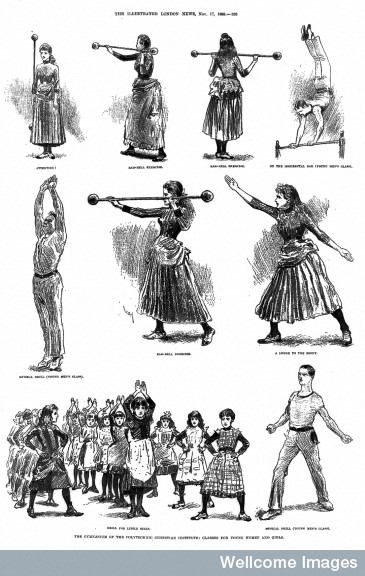 THE ILLUSTRATED LONDON NEWS, Nov. 17, 1888.—
ATTENTION!
BAR-BELL EXERCISE.
BAR-BELL EXERCISE.
ON THE HORIZONTAL BAR (YOUNG MEN'S CLASS).
MUSICAL DRILL (YOUNG MEN'S CLASS).
BAR-BELL EXERCISE.
A LUNGE TO THE RIGHT.
DRILL FOR LITTLE GIRLS.
MUSICAL DRILL (YOUNG MEN'S CLASS).
THE GYMNASIUM OF THE POLYTECHNIC CHRISTIAN INSTITUTE: CLASSES FOR YOUNG WOMEN AND GIRLS.
Wellcome Images